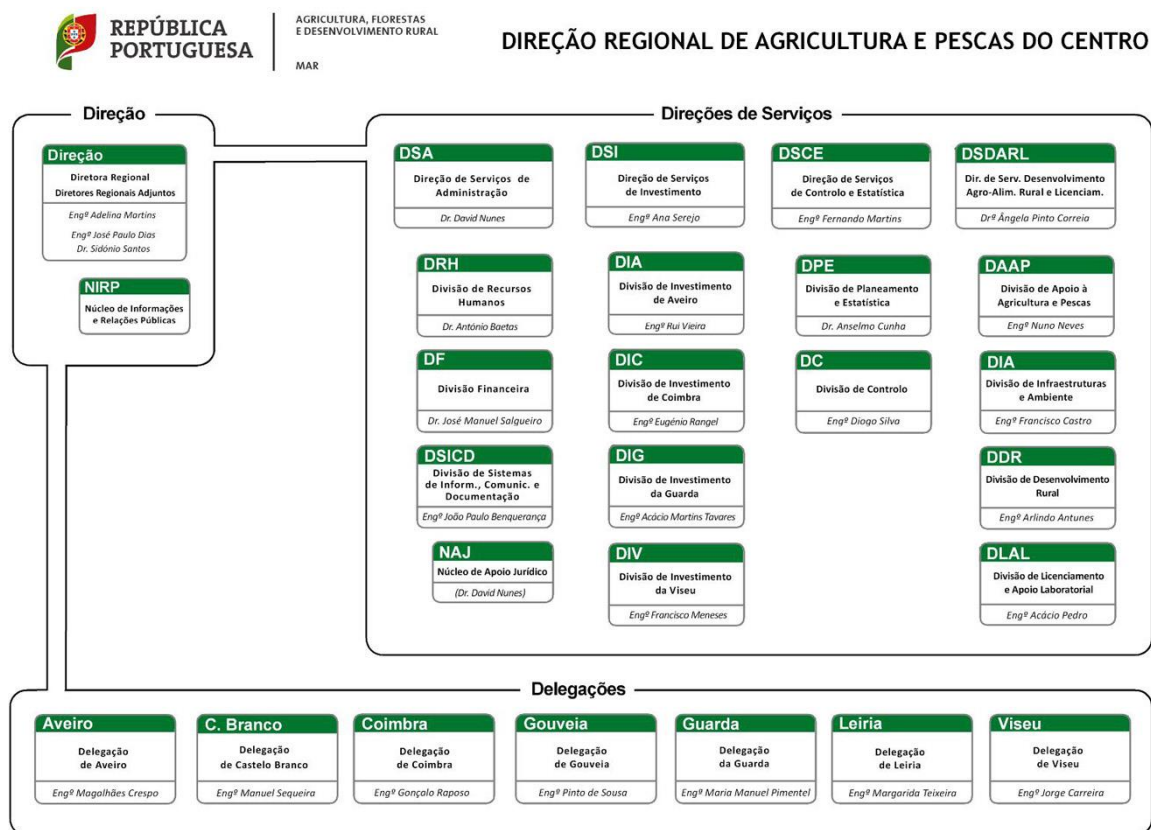 REPÚBLICA
PORTUGUESA
AGRICULTURA, FLORESTAS
E DESENVOLVIMENTO RURAL
MAR
DIREÇÃO REGIONAL DE AGRICULTURA E PESCAS DO CENTRO
Direção
Direção
Diretora Regional
Diretores Regionais Adjuntos
Engª Adelina Martins
Engº José Paulo Dias
Dr. Sidónio Santos
NIRP
Núcleo de Informações
e Relações Públicas
Direções de Serviços
DSA
Direção de Serviços de
Administração
Dr. David Nunes
DRH
Divisão de Recursos
Humanos
Dr. António Baetas
DF
Divisão Financeira
Dr. José Manuel Salgueiro
DSICD
Divisão de Sistemas
de Inform., Comunic. e
Documentação
Engº João Paulo Benquerança
NAJ
Núcleo de Apoio Jurídico
(Dr. David Nunes)
DSI
Direção de Serviços
de Investimento
Engª Ana Serejo
DIA
Divisão de Investimento
de Aveiro
Engº Rui Vieira
DIC
Divisão de Investimento
de Coimbra
Engº Eugénio Rangel
DIG
Divisão de Investimento
da Guarda
Engº Acácio Martins Tavares
DIV
Divisão de Investimento
da Viseu
Engº Francisco Meneses
DSCE
Direção de Serviços
de Controlo e Estatística
Engº Fernando Martins
DPE
Divisão de Planeamento
e Estatística
Dr. Anselmo Cunha
DC
Divisão de Controlo
Engº Diogo Silva
DSDARL
Dir. de Serv. Desenvolvimento
Agro-Alim. Rural e Licenciam.
Drª Ângela Pinto Correia
DAAP
Divisão de Apoio à
Agricultura e Pescas
Engº Nuno Neves
DIA
Divisão de Infraestruturas
e Ambiente
Engº Francisco Castro
DDR
Divisão de Desenvolvimento
Rural
Engº Arlindo Antunes
DLAL
Divisão de Licenciamento
e Apoio Laboratorial
Engº Acácio Pedro
Delegações
Aveiro
Delegação
de Aveiro
Engº Magalhães Crespo
C. Branco
Delegação
de Castelo Branco
Engº Manuel Sequeira
Coimbra
Delegação
de Coimbra
Engº Gonçalo Raposo
Gouveia
Delegação
de Gouveia
Engº Pinto de Sousa
Guarda
Delegação
da Guarda
Engª Maria Manuel Pimentel
Leiria
Delegação
de Leiria
Engª Margarida Teixeira
Viseu
Delegação
de Viseu
Engº Jorge Carreira